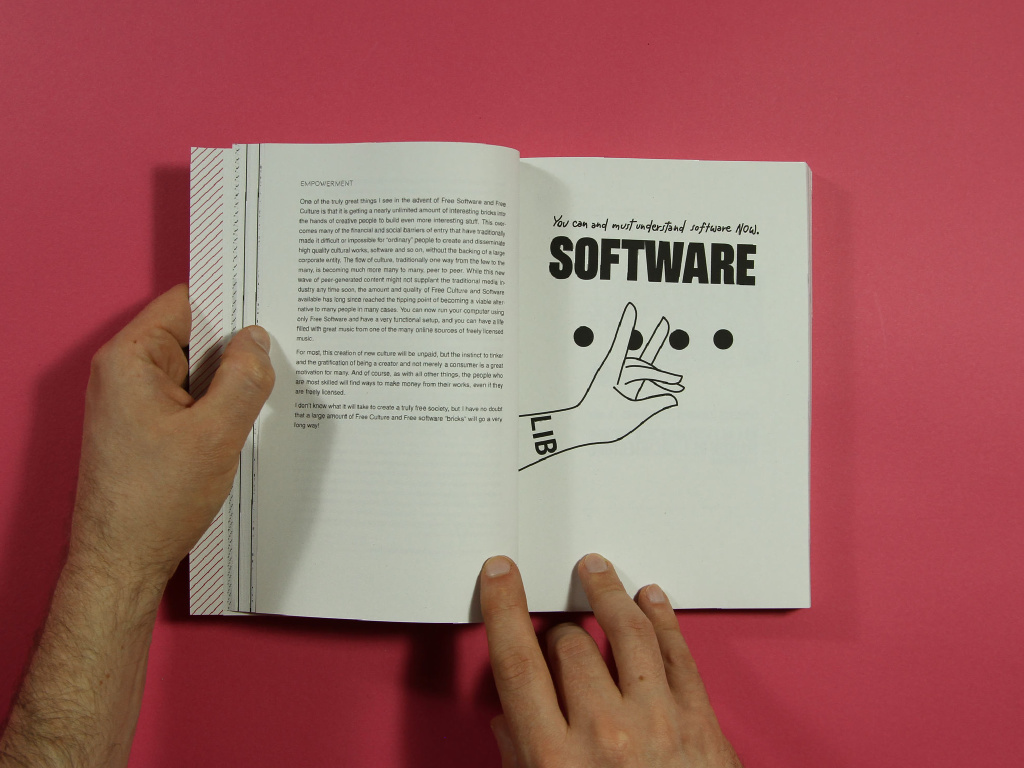 EMPOWERMENT
One of the truly great things I see in the advent of Free Software and Free
Culture is that it is getting a nearly unlimited amount of interesting bricks into
the hands of creative people to build even more interesting stuff. This over-
comes many of the financial and social barriers of entry that have traditionally
made it difficult or impossible for "ordinary" people to create and disseminate
high quality cultural works, software and so on, without the backing of a large
corporate entity. The flow of culture, traditionally one way from the few to the
many, is becoming much more many to many, peer to peer. While this new
wave of peer-generated content might not supplant the traditional media in-
dustry any time soon, the amount and quality of Free Culture and Software
available has long since reached the tipping point of becoming a viable alter-
native to many people in many cases. You can now run your computer using
only Free Software and have a very functional setup, and you can have a life
filled with great music from one of the many online sources of freely licensed
music.
For most, this creation of new culture will be unpaid, but the instinct to tinker
and the gratification of being a creator and not merely a consumer is a great
motivation for many. And of course, as with all other things, the people who
are most skilled will find ways to make money from their works, even if they
are freely licensed.
I don't know what it will take to create a truly free society, but I have no doubt
that a large amount of Free Culture and Free software "bricks" will go a very
long way!
You can and must understand software NOW.
SOFTWARE
LIB